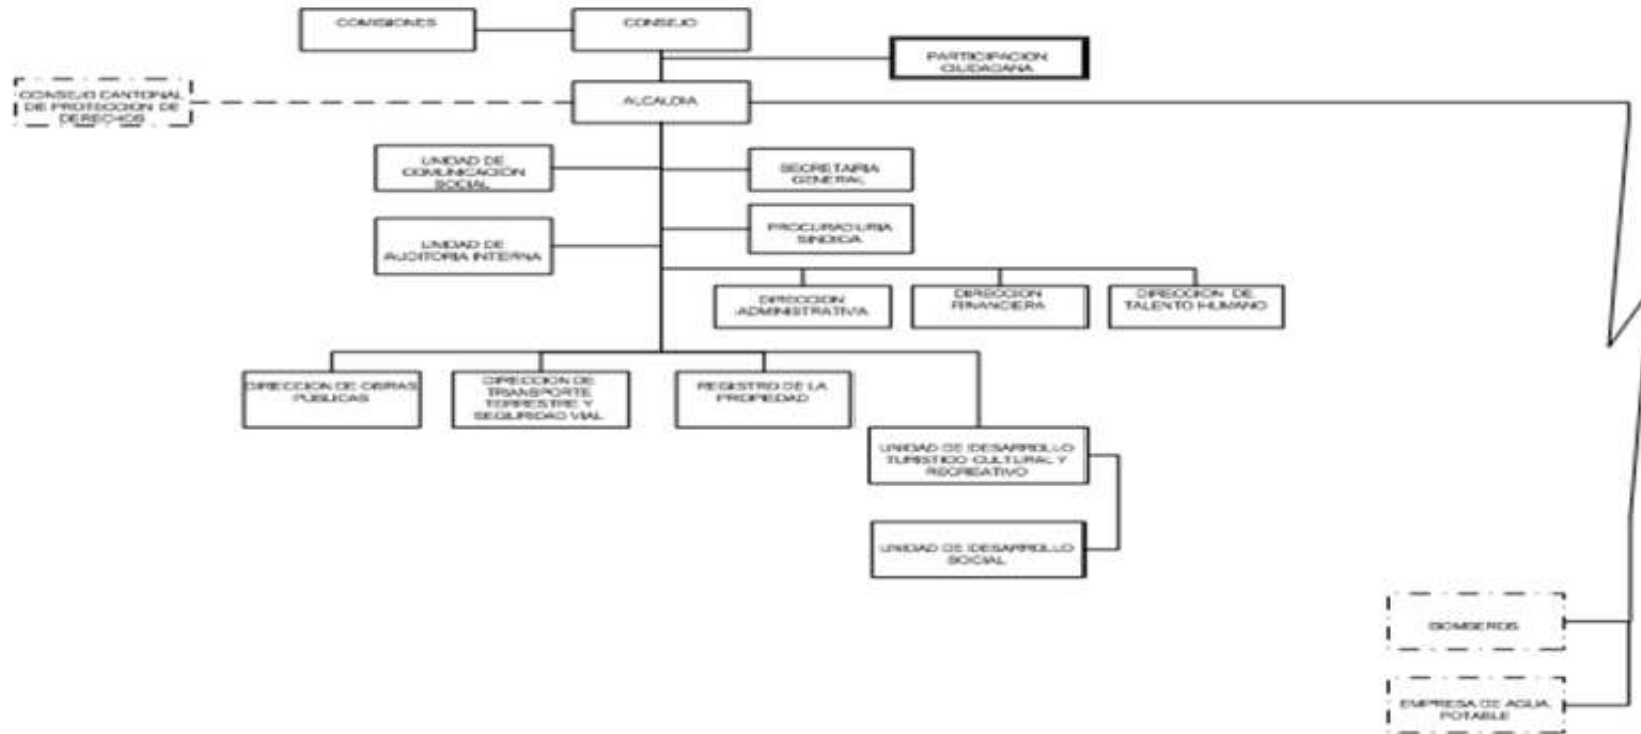 COMISIONES
CONSEJO
PARTICIPACION
CIUDADANA
CONSEJO CANTONAL
DE PROTECCION DE
DERECHOS
ALCALDIA
UNIDAD DE
COMUNICACIÓN
SOCIAL
SECRETARIA
GENERAL
UNIDAD DE
AUDITORIA INTERNA
PROCURADURIA
SINDICA
DIRECCION
ADMINISTRATIVA
DIRECCION
FINANCIERA
DIRECCION DE
TALENTO HUMANO
DIRECCION DE OBRAS
PÚBLICAS
DIRECCION DE
TRANSPORTE
TERRESTRE Y
SEGURIDAD VIAL
REGISTRO DE LA
PROPIEDAD
UNIDAD DE DESARROLLO
TURISTICO CULTURAL Y
RECREATIVO
UNIDAD DE DESARROLLO
SOCIAL
BOMBEROS
EMPRESA DE AGUA
POTABLE